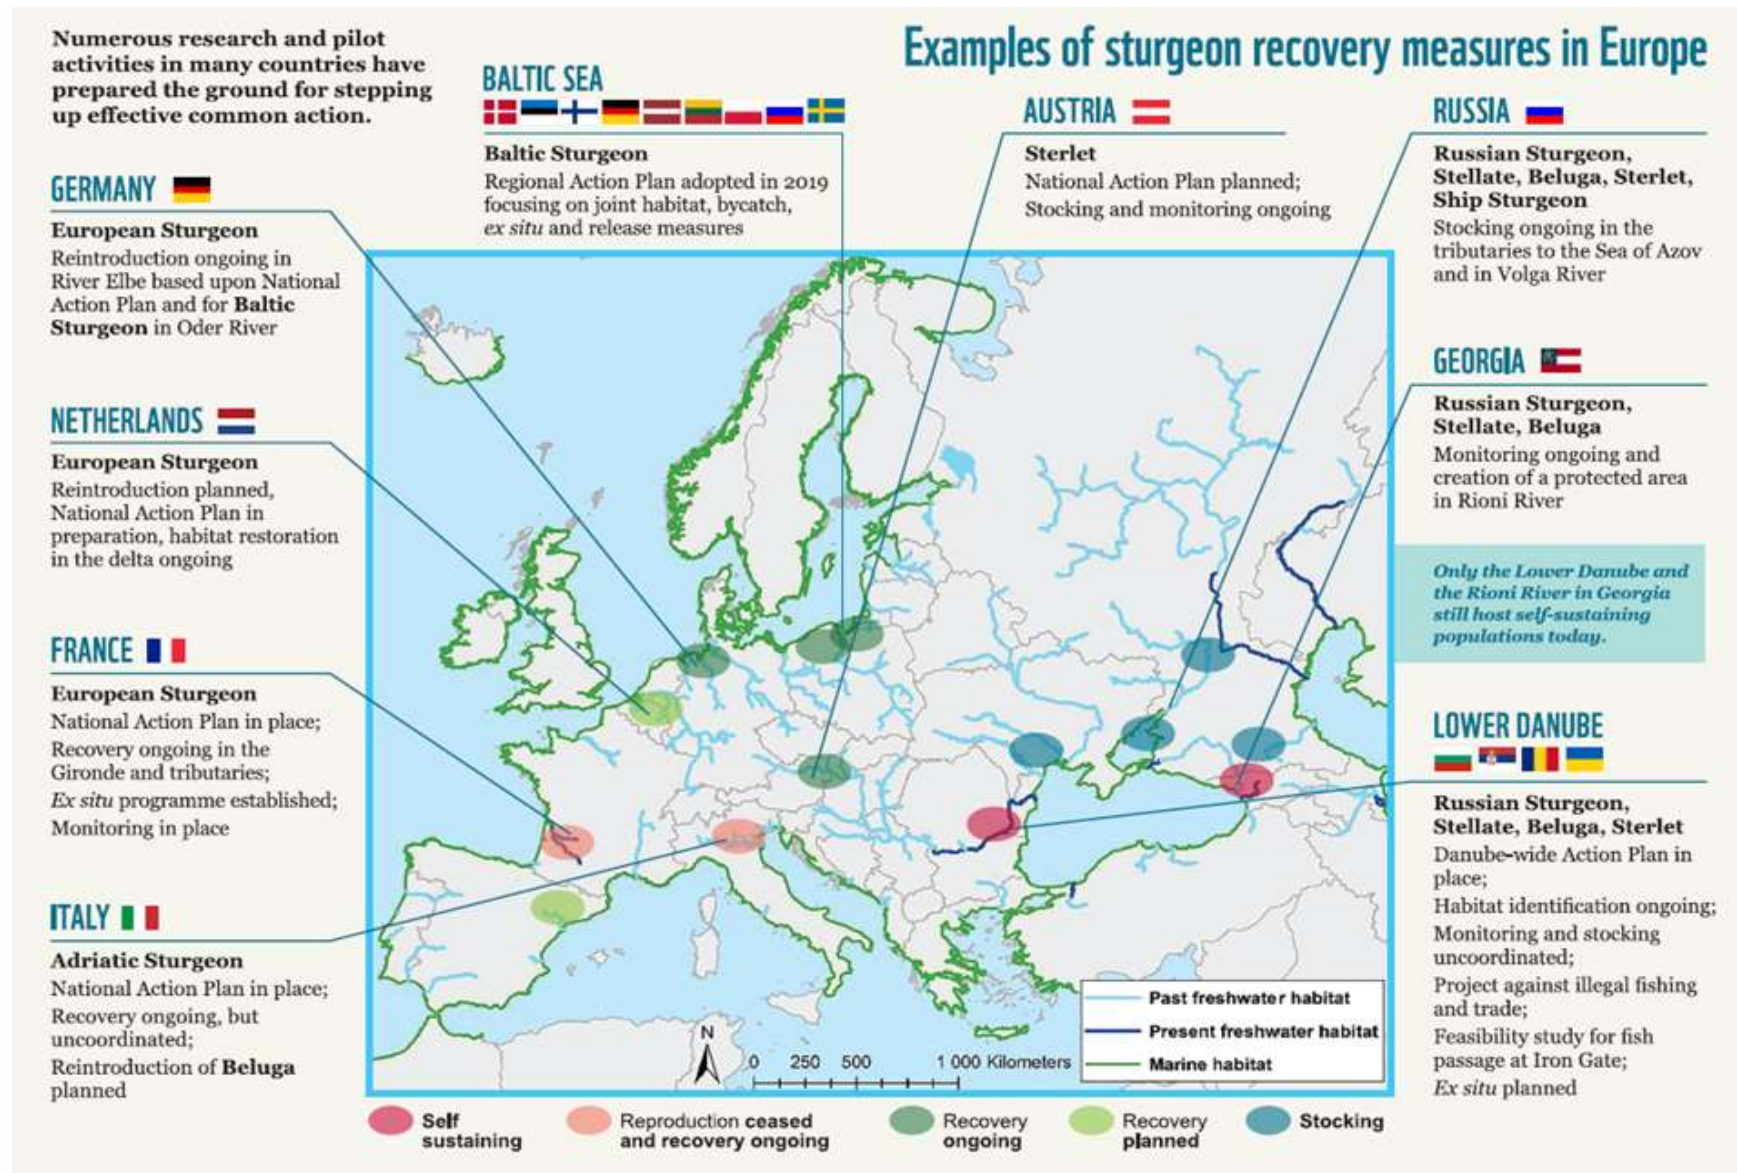 Numerous research and pilot
activities in many countries have
prepared the ground for stepping
up effective common action.
Examples of sturgeon recovery measures in Europe
BALTIC SEA
Baltic Sturgeon
Regional Action Plan adopted in 2019
focusing on joint habitat, bycatch,
ex situ and release measures
AUSTRIA
Sterlet
National Action Plan planned;
Stocking and monitoring ongoing
RUSSIA
Russian Sturgeon,
Stellate, Beluga, Sterlet,
Ship Sturgeon
Stocking ongoing in the
tributaries to the Sea of Azov
and in Volga River
GERMANY
European Sturgeon
Reintroduction ongoing in
River Elbe based upon National
Action Plan and for Baltic
Sturgeon in Oder River
NETHERLANDS
European Sturgeon
Reintroduction planned,
National Action Plan in
preparation, habitat restoration
in the delta ongoing
FRANCE
European Sturgeon
National Action Plan in place;
Recovery ongoing in the
Gironde and tributaries;
Ex situ programme established;
Monitoring in place
ITALY
Adriatic Sturgeon
National Action Plan in place;
Recovery ongoing, but
uncoordinated;
Reintroduction of Beluga
planned
GEORGIA
Russian Sturgeon,
Stellate, Beluga
Monitoring ongoing and
creation of a protected area
in Rioni River
Only the Lower Danube and
the Rioni River in Georgia
still host self-sustaining
populations today.
LOWER DANUBE
Russian Sturgeon,
Stellate, Beluga, Sterlet
Danube-wide Action Plan in
place;
Habitat identification ongoing;
Monitoring and stocking
uncoordinated;
Project against illegal fishing
and trade;
Feasibility study for fish
passage at Iron Gate;
Ex situ planned
N
0 250 500 1 000 Kilometers
Past freshwater habitat
Present freshwater habitat
Marine habitat
Self
sustaining
Reproduction ceased
and recovery ongoing
Recovery
ongoing
Recovery
planned
Stocking